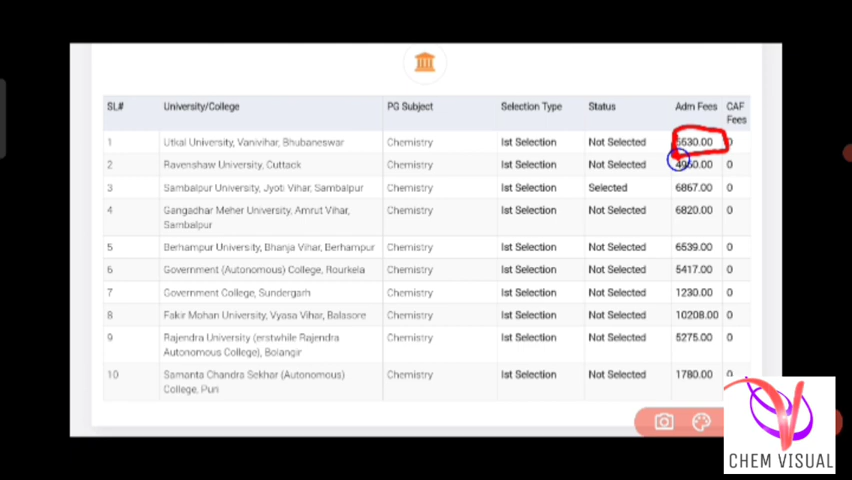 SL# University/College PG Subject Selection Type Status Adm Fees CAF Fees
1 Utkal University, Vanivihar, Bhubaneswar Chemistry Ist Selection Not Selected 5530.00 0
2 Ravenshaw University, Cuttack Chemistry Ist Selection Not Selected 0
3 Sambalpur University, Jyoti Vihar, Sambalpur Chemistry Ist Selection Selected 6867.00 0
4 Gangadhar Meher University, Amrut Vihar, Sambalpur Chemistry Ist Selection Not Selected 6820.00 0
5 Berhampur University, Bhanja Vihar, Berhampur Chemistry Ist Selection Not Selected 6539.00 0
6 Government (Autonomous) College, Rourkela Chemistry Ist Selection Not Selected 5417.00 0
7 Government College, Sundergarh Chemistry Ist Selection Not Selected 1230.00 0
8 Fakir Mohan University, Vyasa Vihar, Balasore Chemistry Ist Selection Not Selected 10208.00 0
9 Rajendra University (erstwhile Rajendra Autonomous College), Bolangir Chemistry Ist Selection Not Selected 5275.00 0
10 Samanta Chandra Sekhar (Autonomous) College, Puri Chemistry Ist Selection Not Selected 1780.00 0
CHEM VISUAL